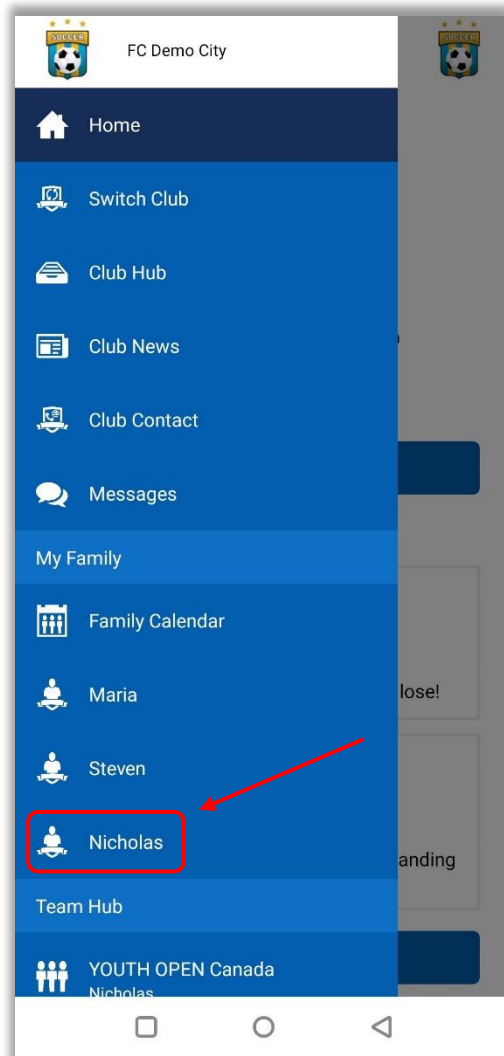 SOCCER
FC Demo City
SOCCER
Home
Switch Club
Club Hub
Club News
Club Contact
Messages
My Family
Family Calendar
Maria
lose!
Steven
Nicholas
anding
Team Hub
YOUTH OPEN Canada
Nicholas